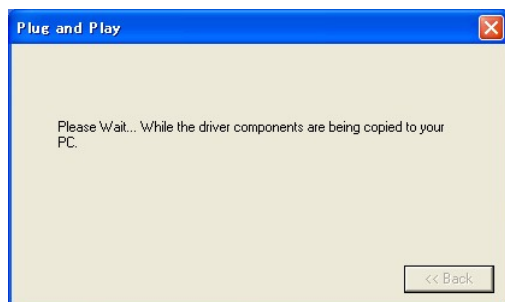 Plug and Play
Please Wait... While the driver components are being copied to your
PC.
<< Back